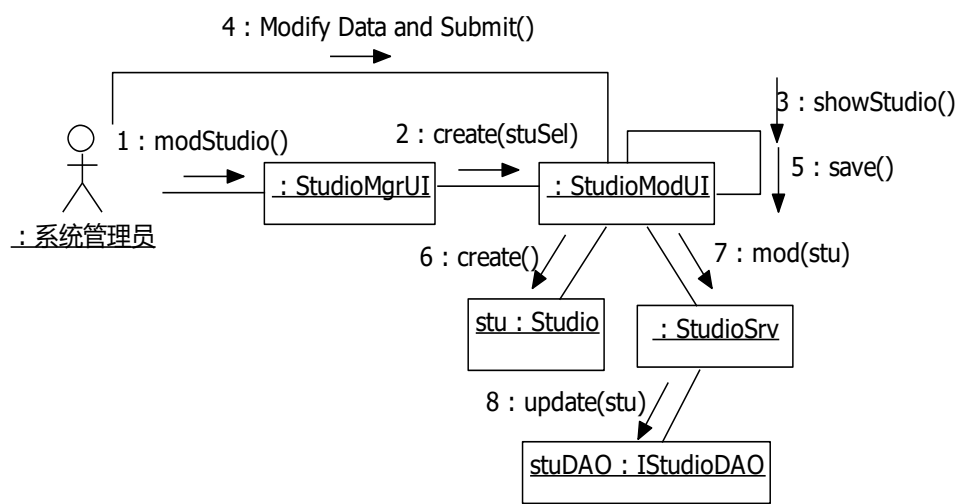 4 : Modify Data and Submit()
3 : showStudio()
1 : modStudio()
2 : create(stuSel)
5 : save()
: StudioMgrUI
: StudioModUI
: 系统管理员
6 : create()
7 : mod(stu)
stu : Studio
: StudioSrv
8 : update(stu)
stuDAO : IStudioDAO